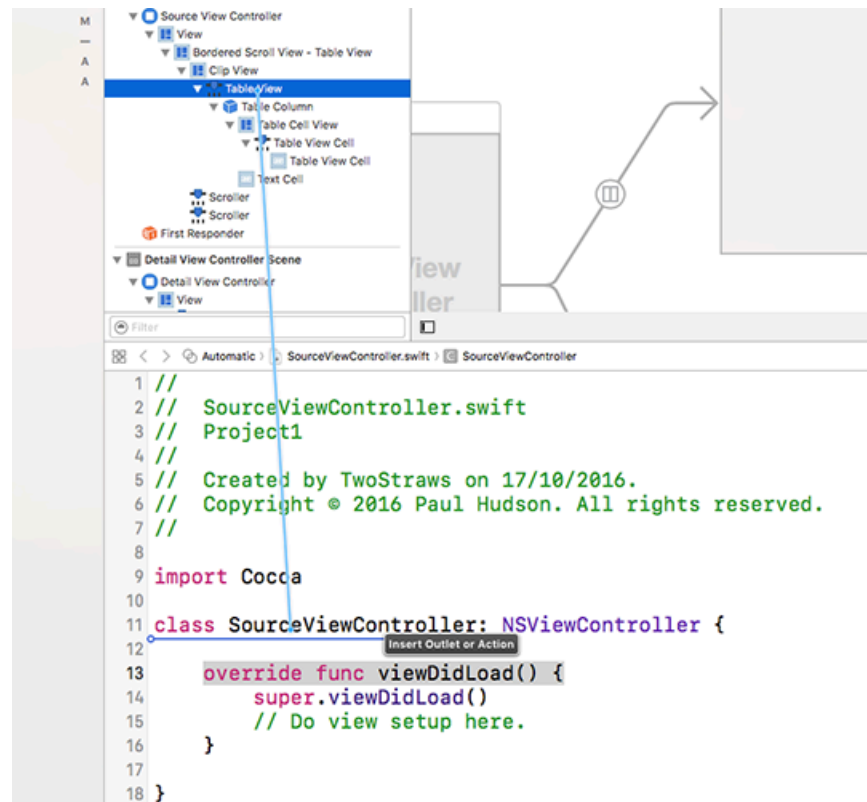 M
—
A
A
Source View Controller
View
Bordered Scroll View - Table View
Clip View
Table View
Table Column
Table Cell View
Table View Cell
Table View Cell
Text Cell
Scroller
Scroller
First Responder
Detail View Controller Scene
Detail View Controller
View
View
ller
Filter
Automatic
SourceViewController.swift
SourceViewController
1 //
2 //  SourceViewController.swift
3 //  Project1
4 //
5 //  Created by TwoStraws on 17/10/2016.
6 //  Copyright © 2016 Paul Hudson. All rights reserved.
7 //
8
9 import Cocoa
10
11 class SourceViewController: NSViewController {
Insert Outlet or Action
12
13     override func viewDidLoad() {
14         super.viewDidLoad()
15         // Do view setup here.
16     }
17
18 }